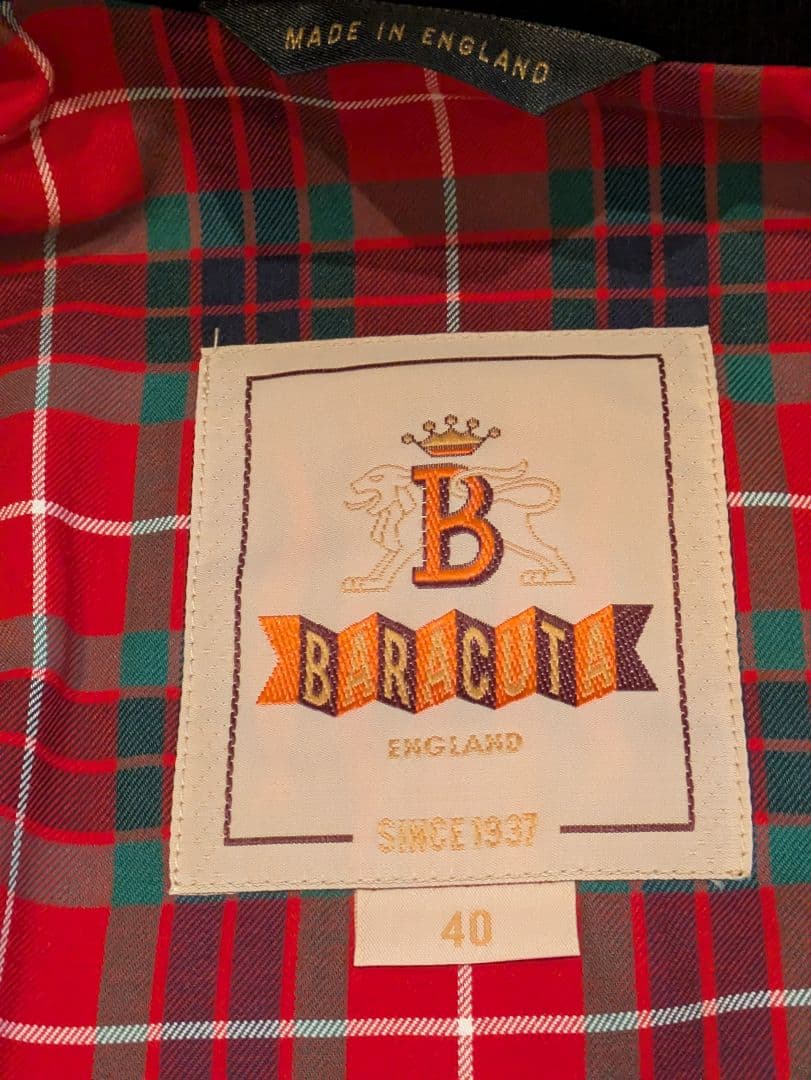 MADE IN ENGLAND
B
BARACUTA
ENGLAND
SINCE 1937
40